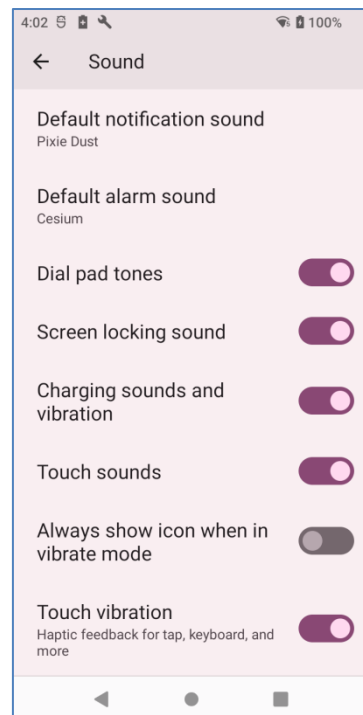 4:02 100%
Sound
Default notification sound
Pixie Dust
Default alarm sound
Cesium
Dial pad tones
Screen locking sound
Charging sounds and
vibration
Touch sounds
Always show icon when in
vibrate mode
Touch vibration
Haptic feedback for tap, keyboard, and
more